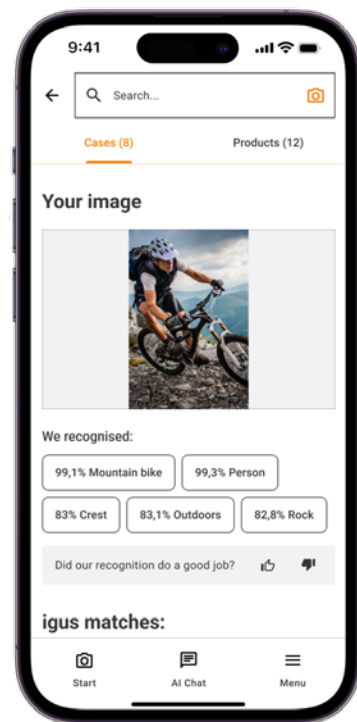 9:41
Search...
Cases (8)
Products (12)
Your image
We recognised:
99,1% Mountain bike
99,3% Person
83% Crest
83,1% Outdoors
82,8% Rock
Did our recognition do a good job?
igus matches:
Start
AI Chat
Menu